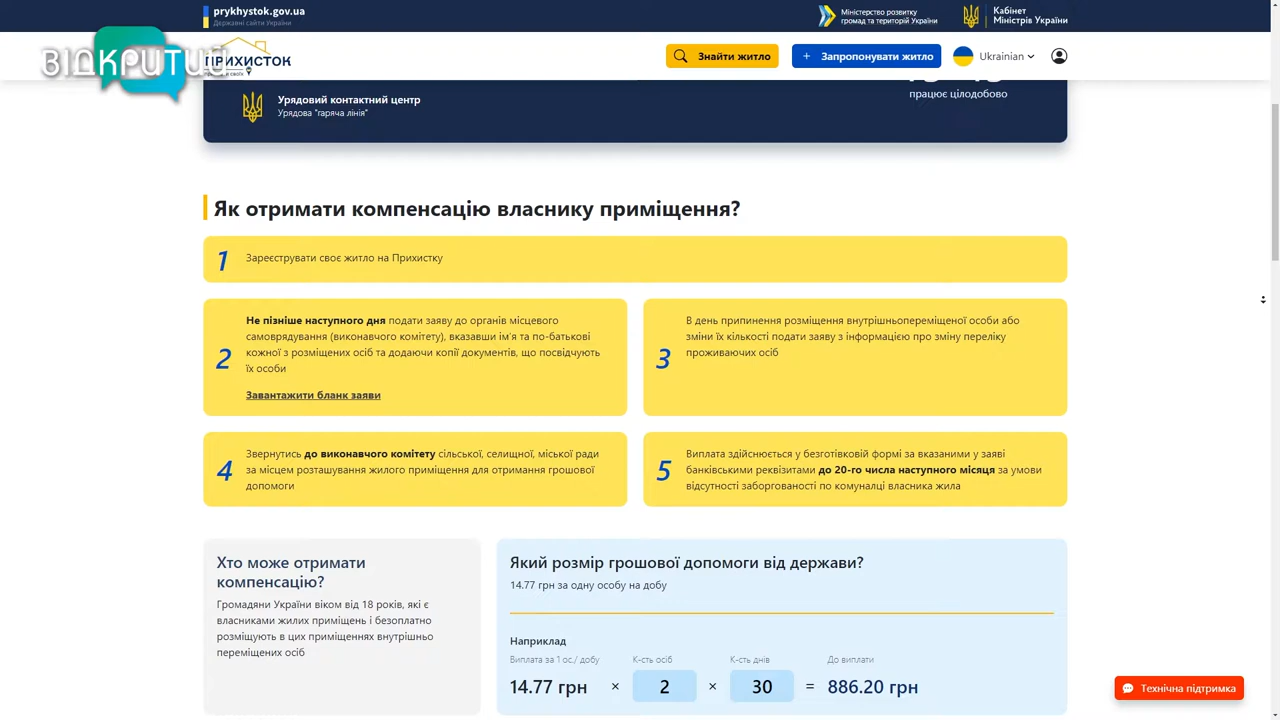 prykhystok.gov.ua
Державні сайти України
Міністерство розвитку
громад та територій України
Кабінет
Міністрів України
ВІДКРИТИЙ
ПРИХИСТОК
Знайти житло
+ Запропонувати житло
Ukrainian
Урядовий контактний центр
Урядова "гаряча лінія"
працює цілодобово
Як отримати компенсацію власнику приміщення?
1
Зареєструвати своє житло на Прихистку
2
Не пізніше наступного дня подати заяву до органів місцевого
самоврядування (виконавчого комітету), вказавши ім'я та по-батькові
кожної з розміщених осіб та додаючи копії документів, що посвідчують
їх особи
Завантажити бланк заяви
3
В день припинення розміщення внутрішньопереміщеної особи або
зміни їх кількості подати заяву з інформацією про зміну переліку
проживаючих осіб
4
Звернутись до виконавчого комітету сільської, селищної, міської ради
за місцем розташування жилого приміщення для отримання грошової
допомоги
5
Виплата здійснюється у безготівковій формі за вказаними у заяві
банківськими реквізитами до 20-го числа наступного місяця за умови
відсутності заборгованості по комуналці власника жила
Хто може отримати
компенсацію?
Громадяни України віком від 18 років, які є
власниками жилих приміщень і безоплатно
розміщують в цих приміщеннях внутрішньо
переміщених осіб
Який розмір грошової допомоги від держави?
14.77 грн за одну особу на добу
Наприклад
Виплата за 1 ос./ добу К-сть осіб К-сть днів До виплати
14.77 грн × 2 × 30 = 886.20 грн
Технічна підтримка